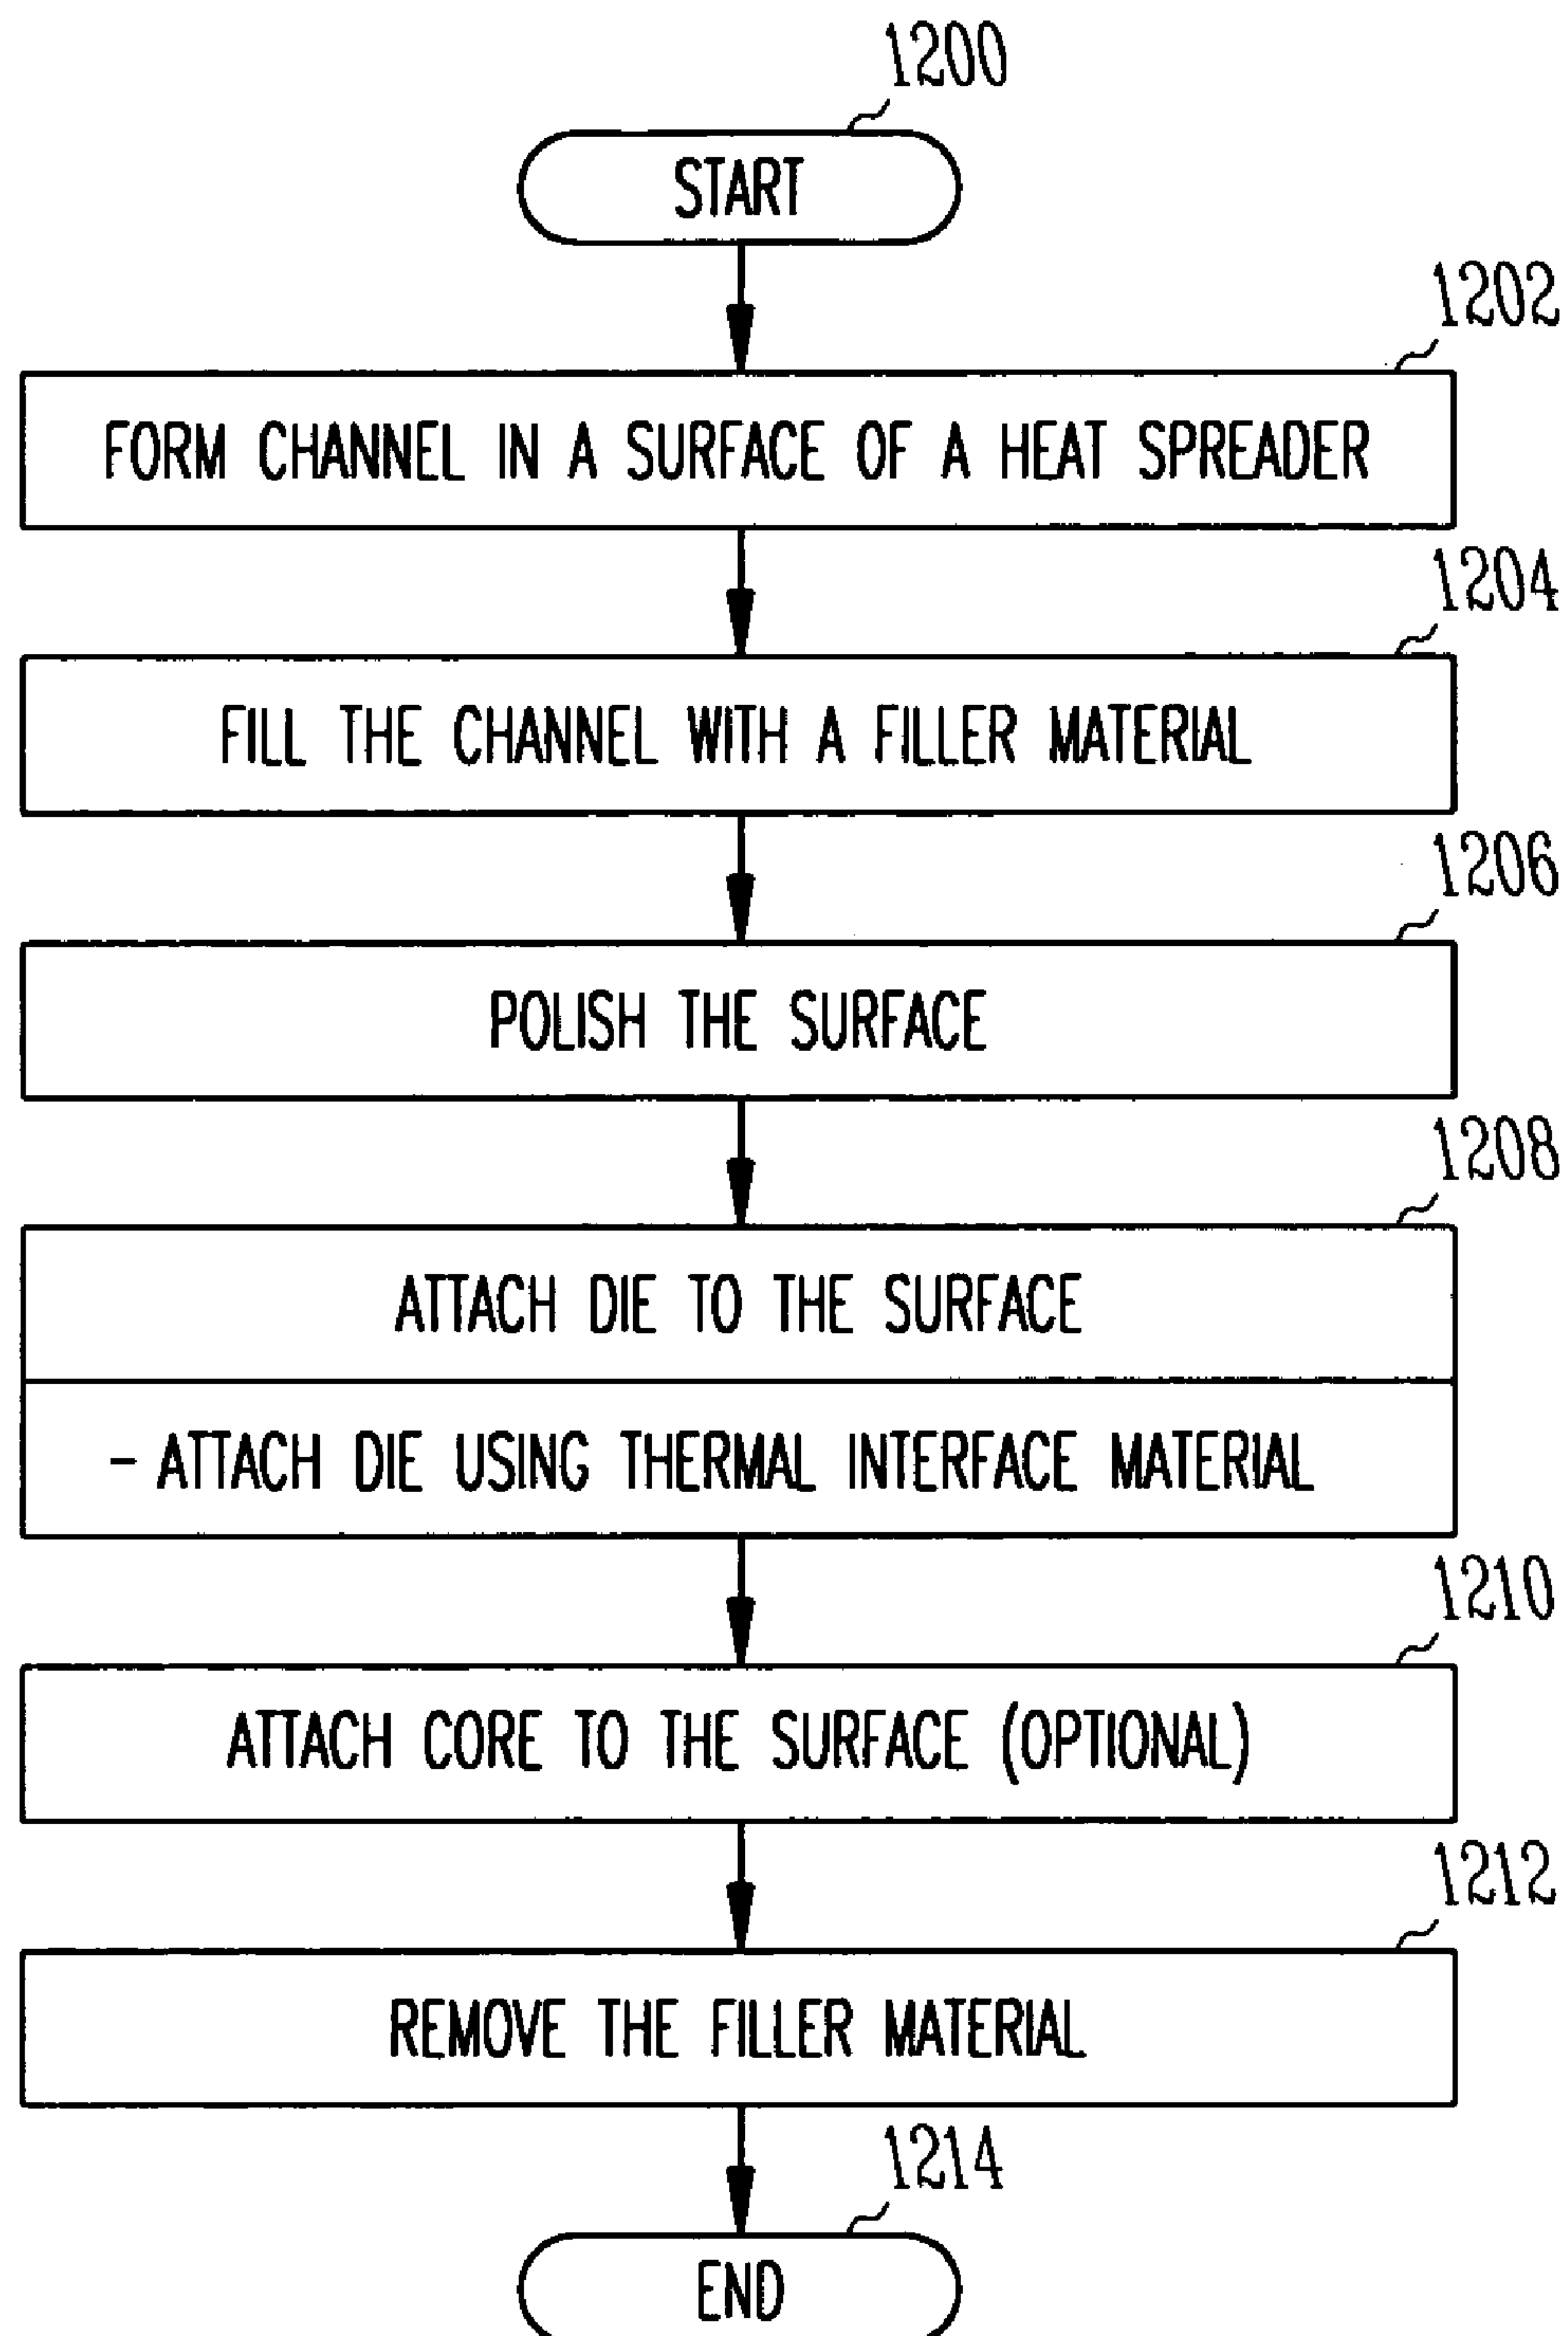 1200
START
1202
FORM CHANNEL IN A SURFACE OF A HEAT SPREADER
1204
FILL THE CHANNEL WITH A FILLER MATERIAL
1206
POLISH THE SURFACE
1208
ATTACH DIE TO THE SURFACE
- ATTACH DIE USING THERMAL INTERFACE MATERIAL
1210
ATTACH CORE TO THE SURFACE (OPTIONAL)
1212
REMOVE THE FILLER MATERIAL
1214
END